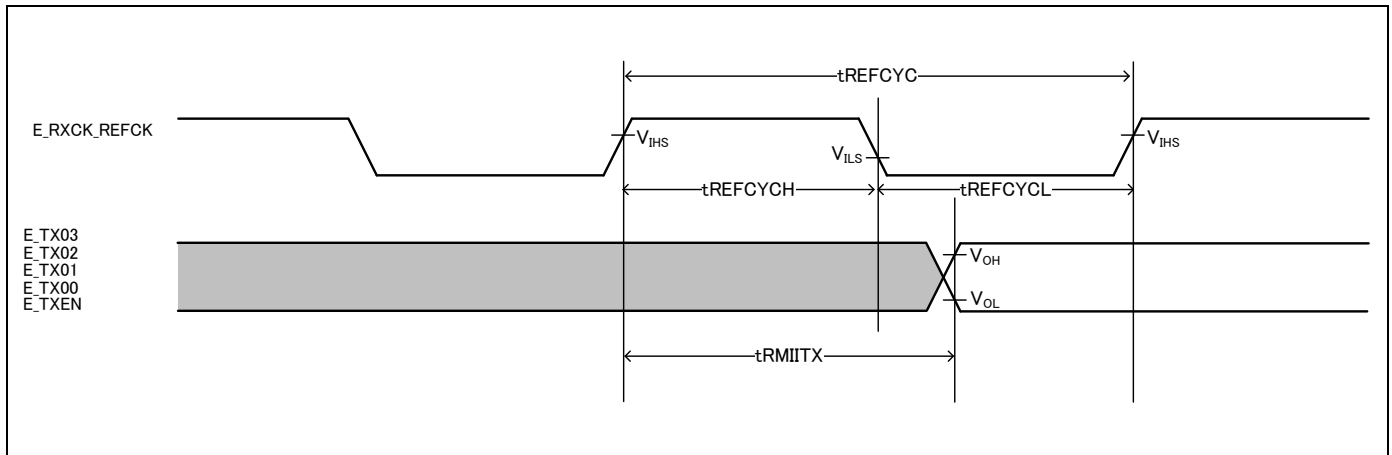 tREFCYC
E_RXCK_REFCK
VIHS
VILS
VIHS
tREFCYCH
tREFCYCL
E_TX03
E_TX02
E_TX01
E_TX00
E_TXEN
VOH
VOL
tRMIITX